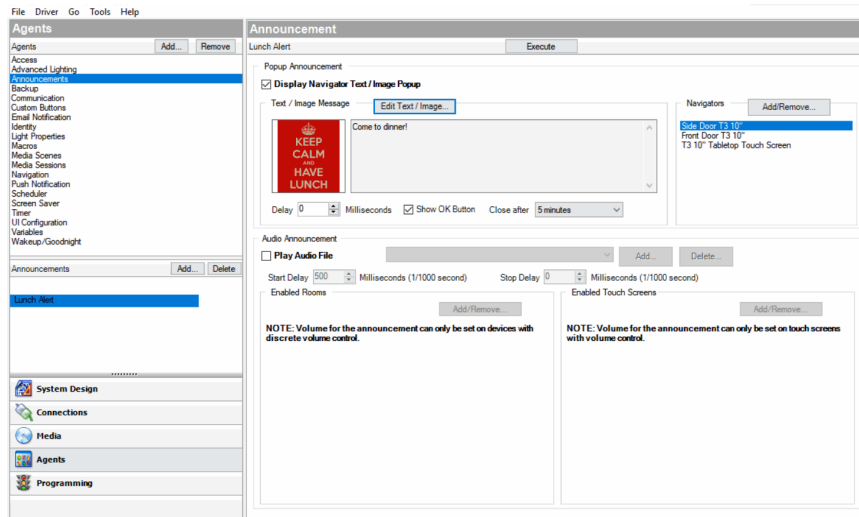 File Driver Go Tools Help
Agents
Agents Add... Remove
Access
Advanced Lighting
Announcements
Backup
Communication
Custom Buttons
Email Notification
Identity
Light Properties
Macros
Media Scenes
Media Sessions
Navigation
Push Notification
Scheduler
Screen Saver
Timer
UI Configuration
Variables
Wakeup/Goodnight
Announcements Add... Delete
Lunch Alert
System Design
Connections
Media
Agents
Programming
Announcement
Lunch Alert Execute
Popup Announcement
Display Navigator Text / Image Popup
Text / Image Message Edit Text / Image...
KEEP
CALM
AND
HAVE
LUNCH
Come to dinner!
Delay 0 Milliseconds Show OK Button Close after 5 minutes
Navigators Add/Remove...
Side Door T3 10"
Front Door T3 10"
T3 10" Tabletop Touch Screen
Audio Announcement
Play Audio File Add... Delete...
Start Delay 500 Milliseconds (1/1000 second) Stop Delay 0 Milliseconds (1/1000 second)
Enabled Rooms
Add/Remove...
NOTE: Volume for the announcement can only be set on devices with
discrete volume control.
Enabled Touch Screens
Add/Remove...
NOTE: Volume for the announcement can only be set on touch screens
with volume control.